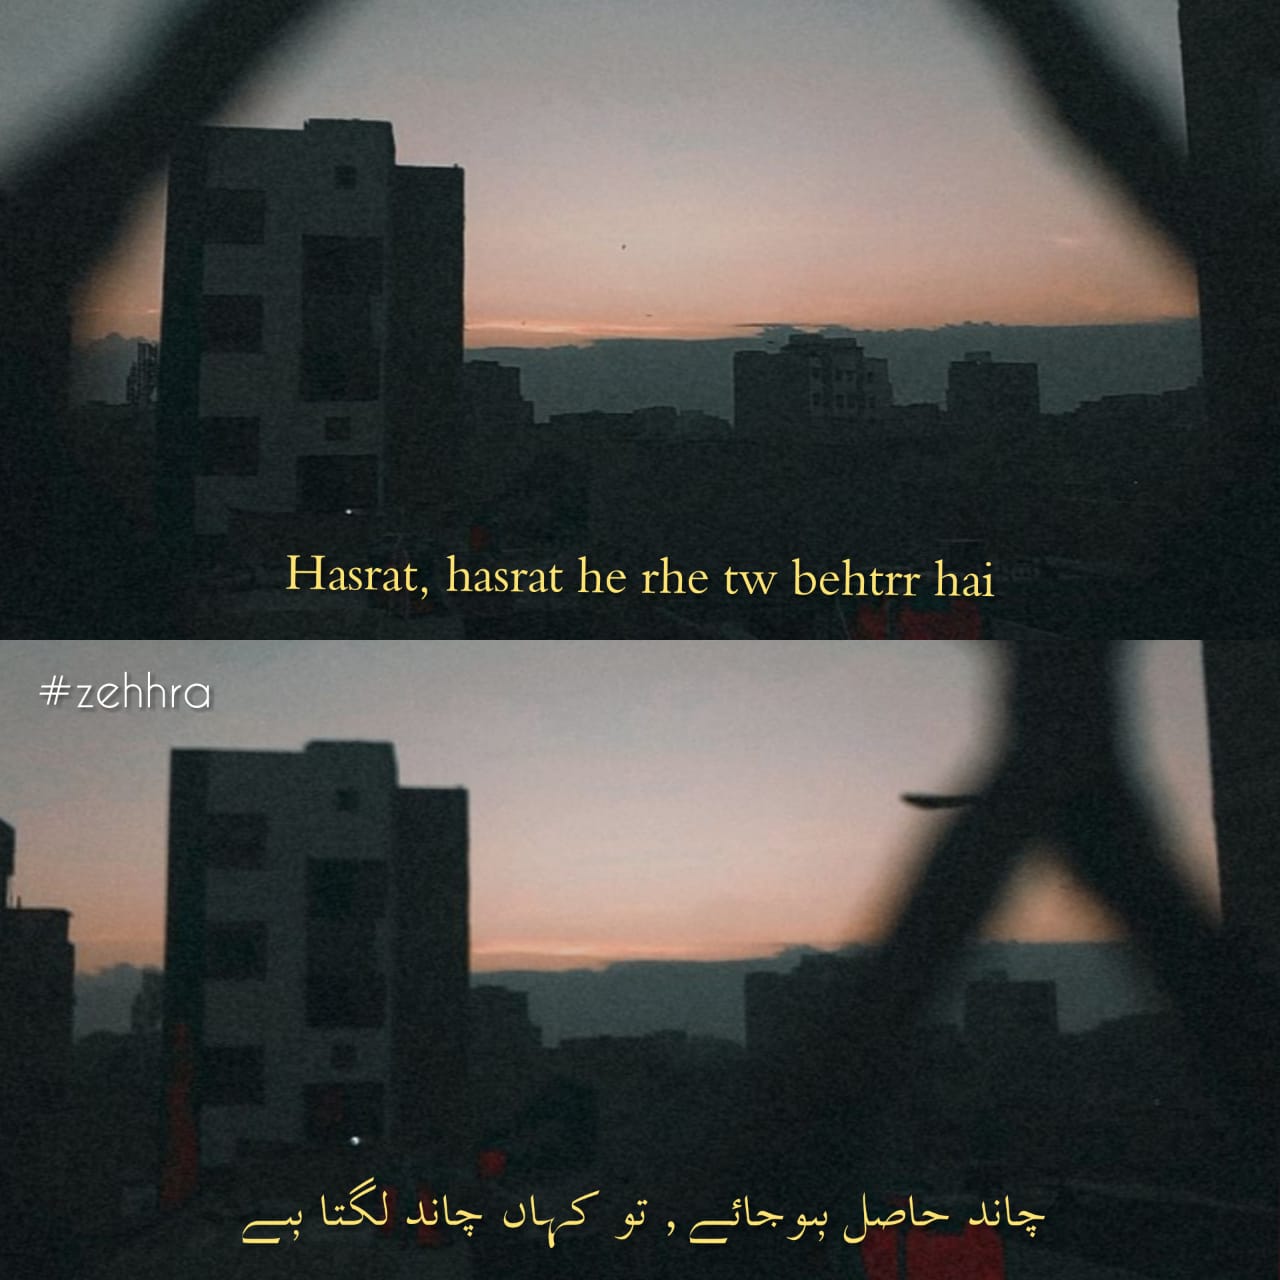 Hasrat, hasrat he rhe tw behtrr hai
#zehhra
چاند حاصل ہوجائے , تو کہاں چاند لگتا ہے